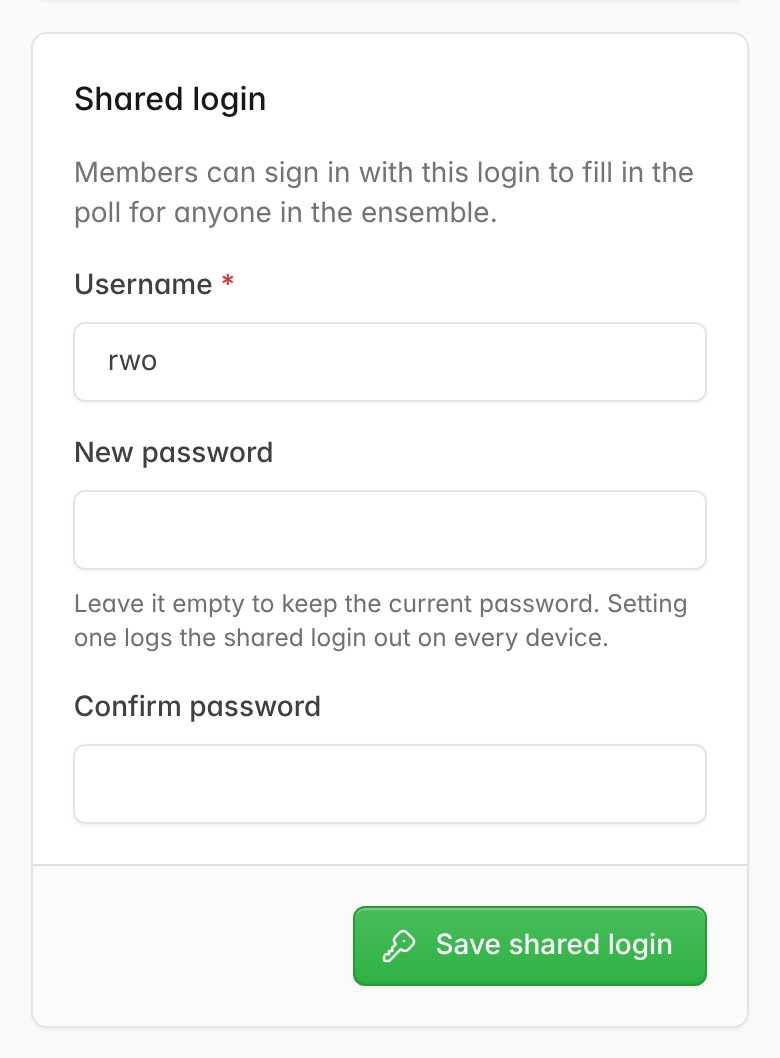 Shared login
Members can sign in with this login to fill in the
poll for anyone in the ensemble.
Username *
rwo
New password
Leave it empty to keep the current password. Setting
one logs the shared login out on every device.
Confirm password
Save shared login